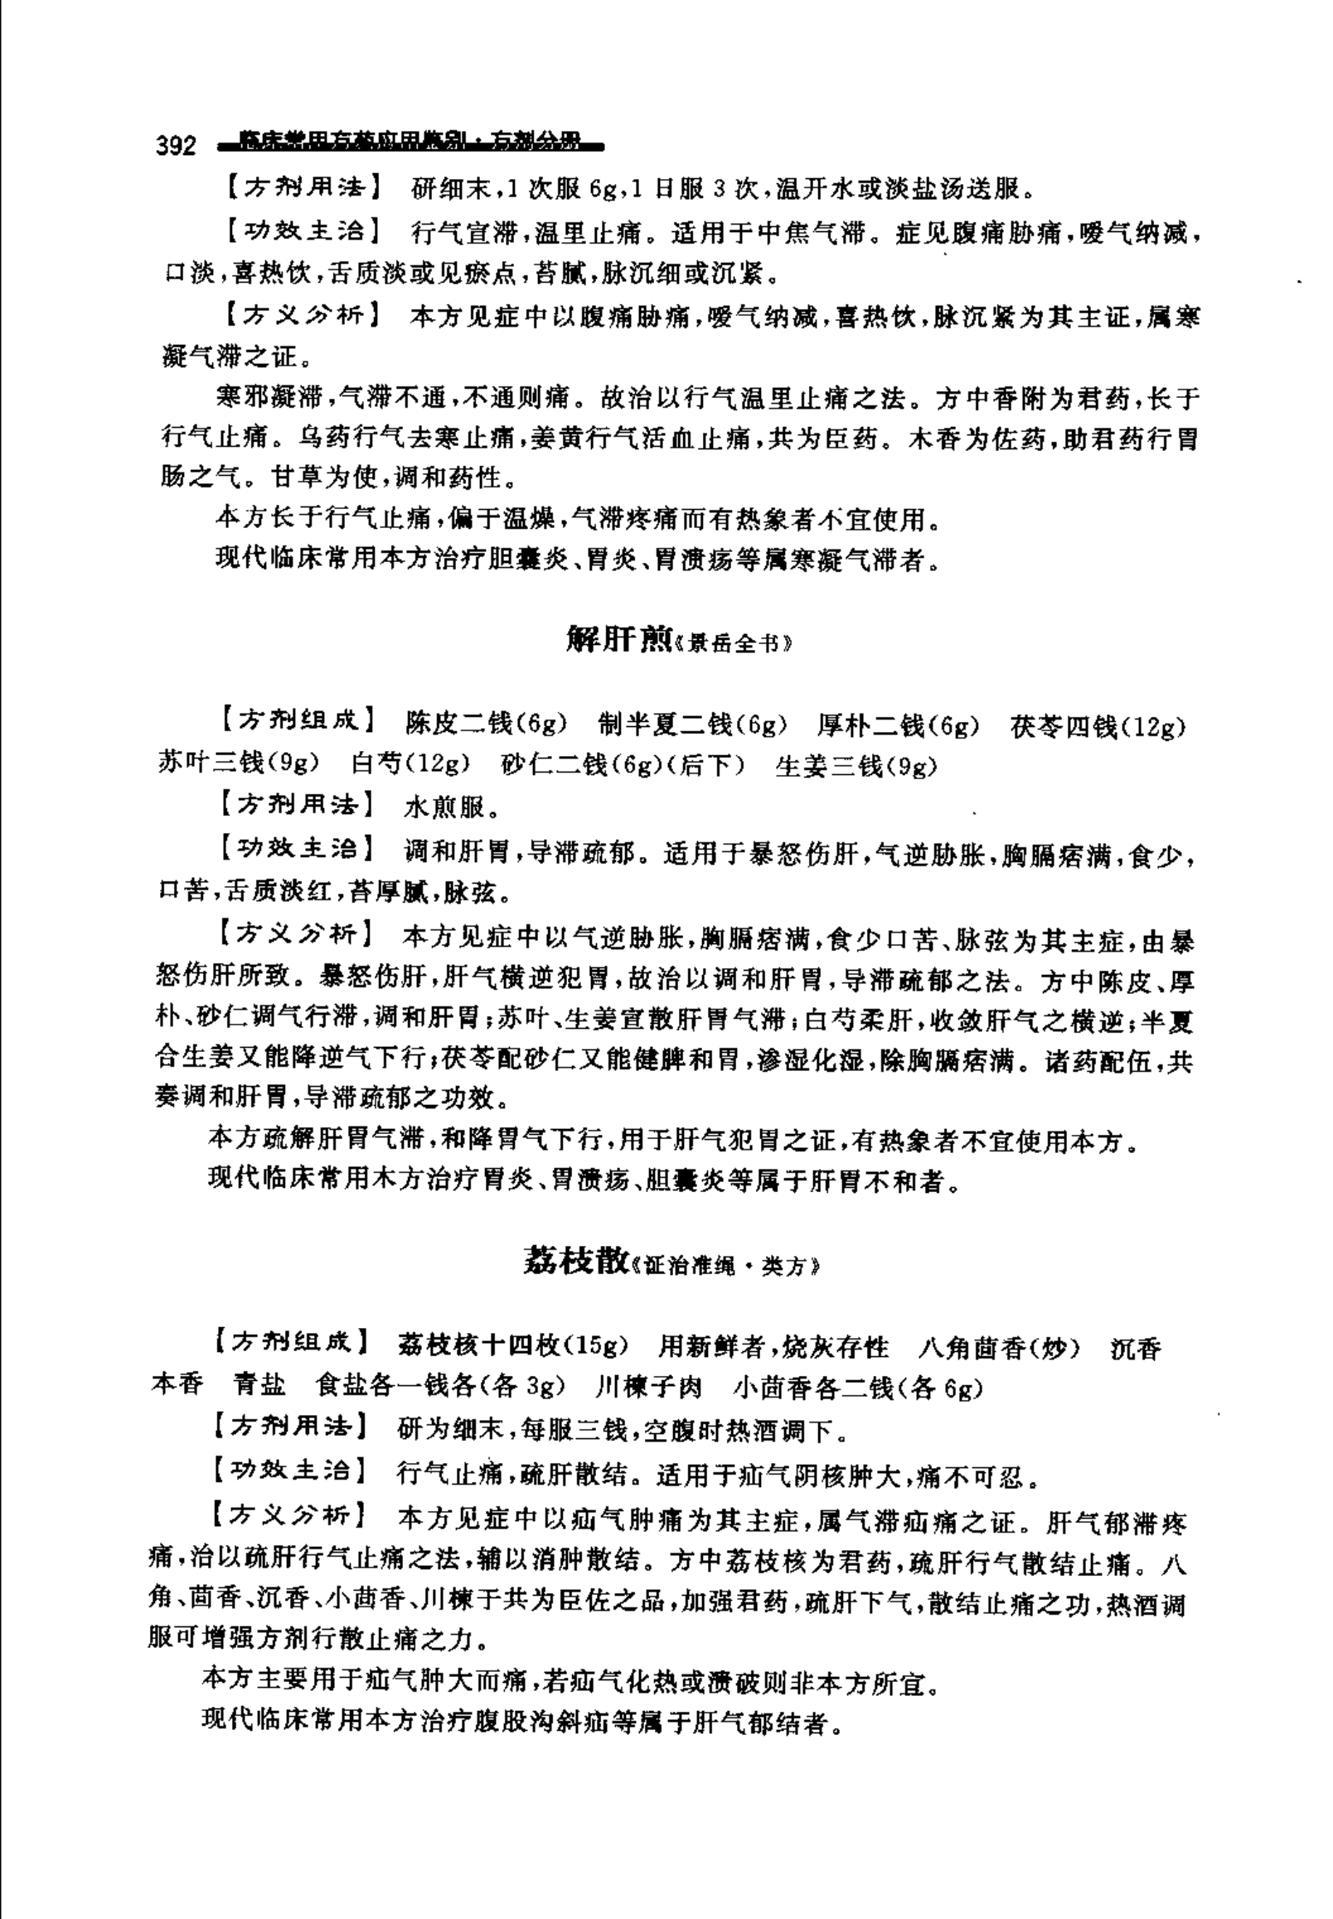 392 临床常用方药应用鉴别·方剂分册
【方剂用法】 研细末,1 次服 6g,1 日服 3 次,温开水或淡盐汤送服。
【功效主治】 行气宣滞,温里止痛。适用于中焦气滞。症见腹痛胁痛,嗳气纳减,
口淡,喜热饮,舌质淡或见瘀点,苔腻,脉沉细或沉紧。
【方义分析】 本方见症中以腹痛胁痛,嗳气纳减,喜热饮,脉沉紧为其主证,属寒
凝气滞之证。
寒邪凝滞,气滞不通,不通则痛。故治以行气温里止痛之法。方中香附为君药,长于
行气止痛。乌药行气去寒止痛,姜黄行气活血止痛,共为臣药。木香为佐药,助君药行胃
肠之气。甘草为使,调和药性。
本方长于行气止痛,偏于温燥,气滞疼痛而有热象者不宜使用。
现代临床常用本方治疗胆囊炎、胃炎、胃溃疡等属寒凝气滞者。
解肝煎《景岳全书》
【方剂组成】 陈皮二钱(6g) 制半夏二钱(6g) 厚朴二钱(6g) 茯苓四钱(12g)
苏叶三钱(9g) 白芍(12g) 砂仁二钱(6g)(后下) 生姜三钱(9g)
【方剂用法】 水煎服。
【功效主治】 调和肝胃,导滞疏郁。适用于暴怒伤肝,气逆胁胀,胸膈痞满,食少,
口苦,舌质淡红,苔厚腻,脉弦。
【方义分析】 本方见症中以气逆胁胀,胸膈痞满,食少口苦、脉弦为其主症,由暴
怒伤肝所致。暴怒伤肝,肝气横逆犯胃,故治以调和肝胃,导滞疏郁之法。方中陈皮、厚
朴、砂仁调气行滞,调和肝胃;苏叶、生姜宣散肝胃气滞;白芍柔肝,收敛肝气之横逆;半夏
合生姜又能降逆气下行;茯苓配砂仁又能健脾和胃,渗湿化湿,除胸膈痞满。诸药配伍,共
奏调和肝胃,导滞疏郁之功效。
本方疏解肝胃气滞,和降胃气下行,用于肝气犯胃之证,有热象者不宜使用本方。
现代临床常用木方治疗胃炎、胃溃疡、胆囊炎等属于肝胃不和者。
荔枝散《证治准绳·类方》
【方剂组成】 荔枝核十四枚(15g) 用新鲜者,烧灰存性 八角茴香(炒) 沉香
本香 青盐 食盐各一钱各(各 3g) 川楝子肉 小茴香各二钱(各 6g)
【方剂用法】 研为细末,每服三钱,空腹时热酒调下。
【功效主治】 行气止痛,疏肝散结。适用于疝气阴核肿大,痛不可忍。
【方义分析】 本方见症中以疝气肿痛为其主症,属气滞疝痛之证。肝气郁滞疼
痛,治以疏肝行气止痛之法,辅以消肿散结。方中荔枝核为君药,疏肝行气散结止痛。八
角、茴香、沉香、小茴香、川楝于共为臣佐之品,加强君药,疏肝下气,散结止痛之功,热酒调
服可增强方剂行散止痛之力。
本方主要用于疝气肿大而痛,若疝气化热或溃破则非本方所宜。
现代临床常用本方治疗腹股沟斜疝等属于肝气郁结者。